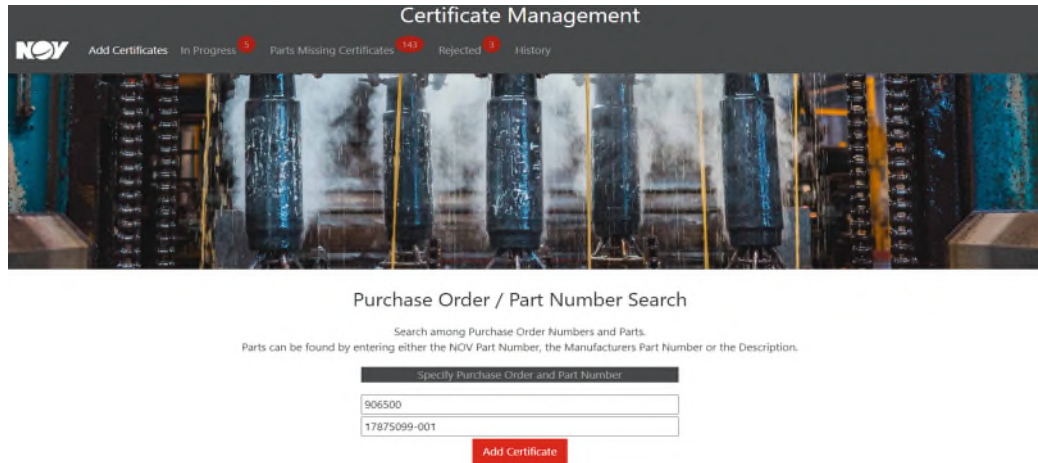 Certificate Management
NOV Add Certificates In Progress 5 Parts Missing Certificates 143 Rejected 3 History
Purchase Order / Part Number Search
Search among Purchase Order Numbers and Parts.
Parts can be found by entering either the NOV Part Number, the Manufacturers Part Number or the Description.
Specify Purchase Order and Part Number
906500
17875099-001
Add Certificate